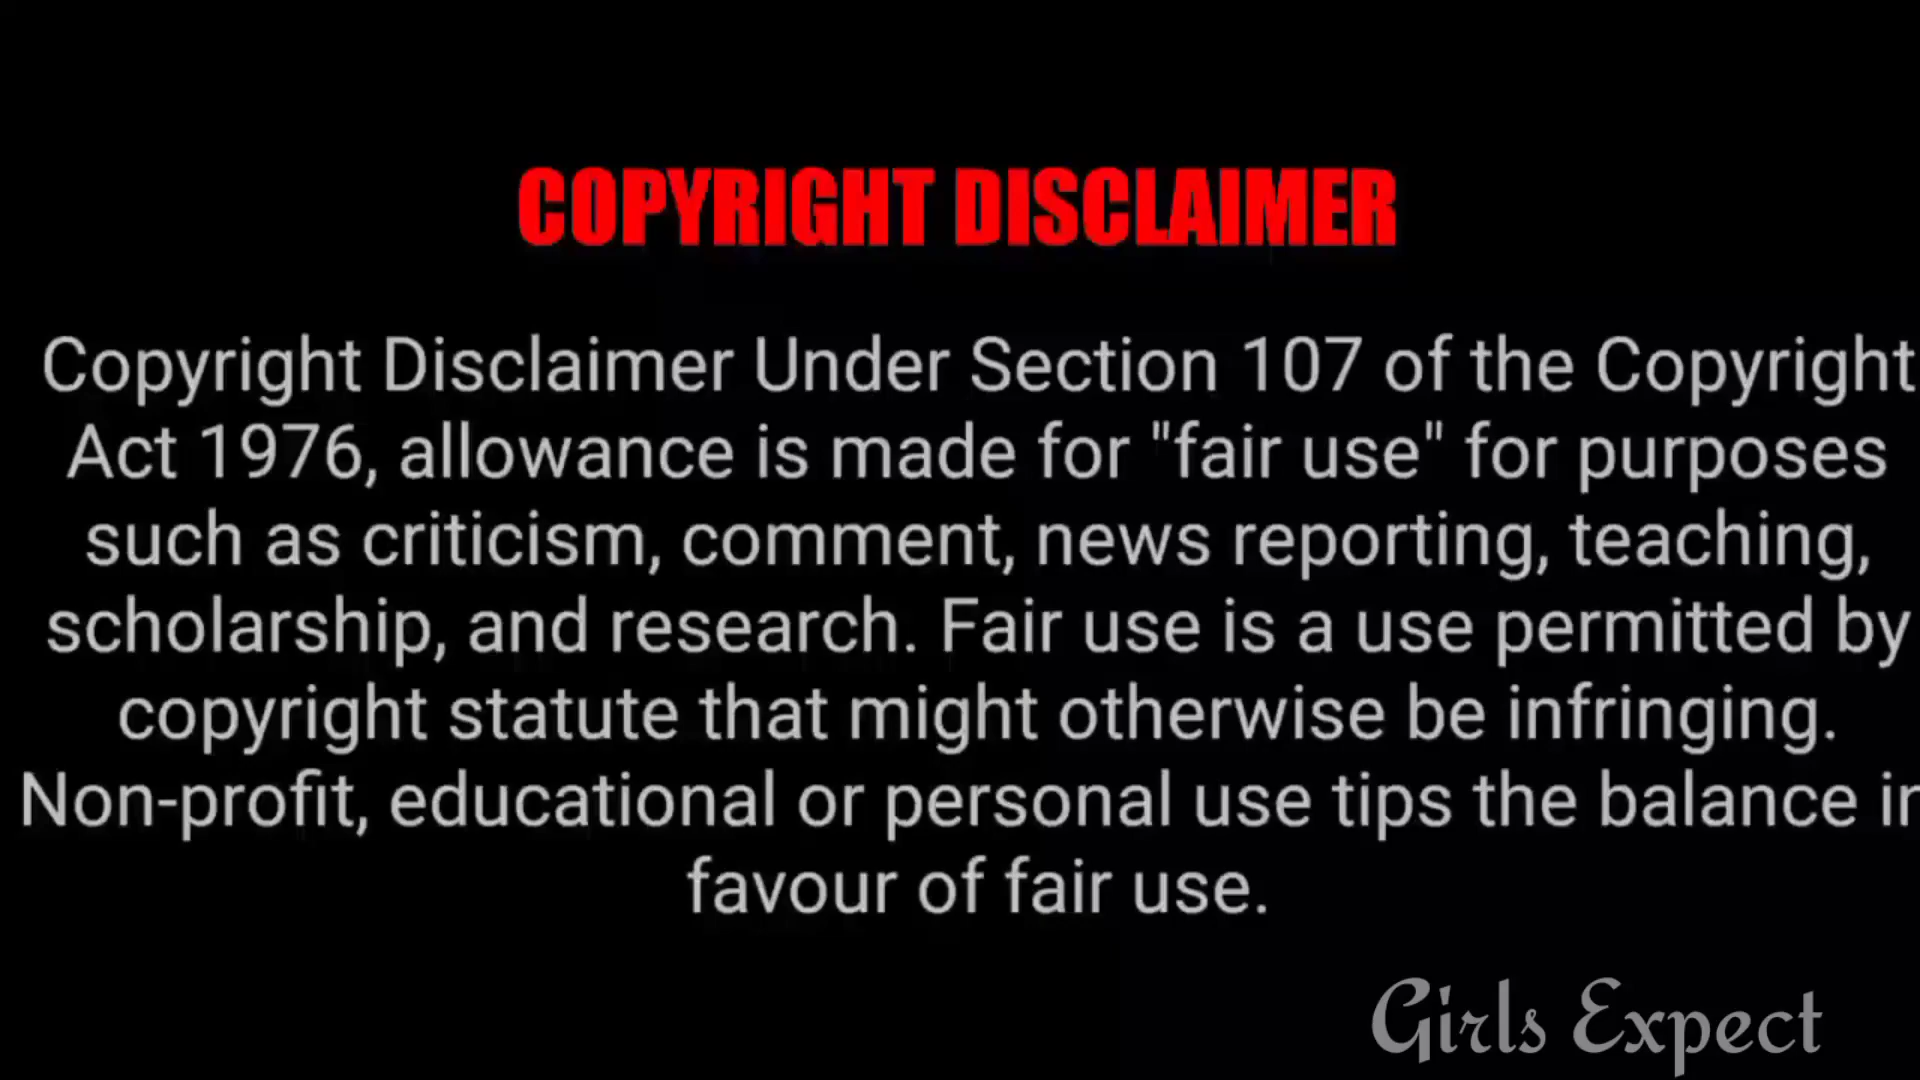 COPYRIGHT DISCLAIMER
Copyright Disclaimer Under Section 107 of the Copyright
Act 1976, allowance is made for "fair use" for purposes
such as criticism, comment, news reporting, teaching,
scholarship, and research. Fair use is a use permitted by
copyright statute that might otherwise be infringing.
Non-profit, educational or personal use tips the balance in
favour of fair use.
Girls Expect